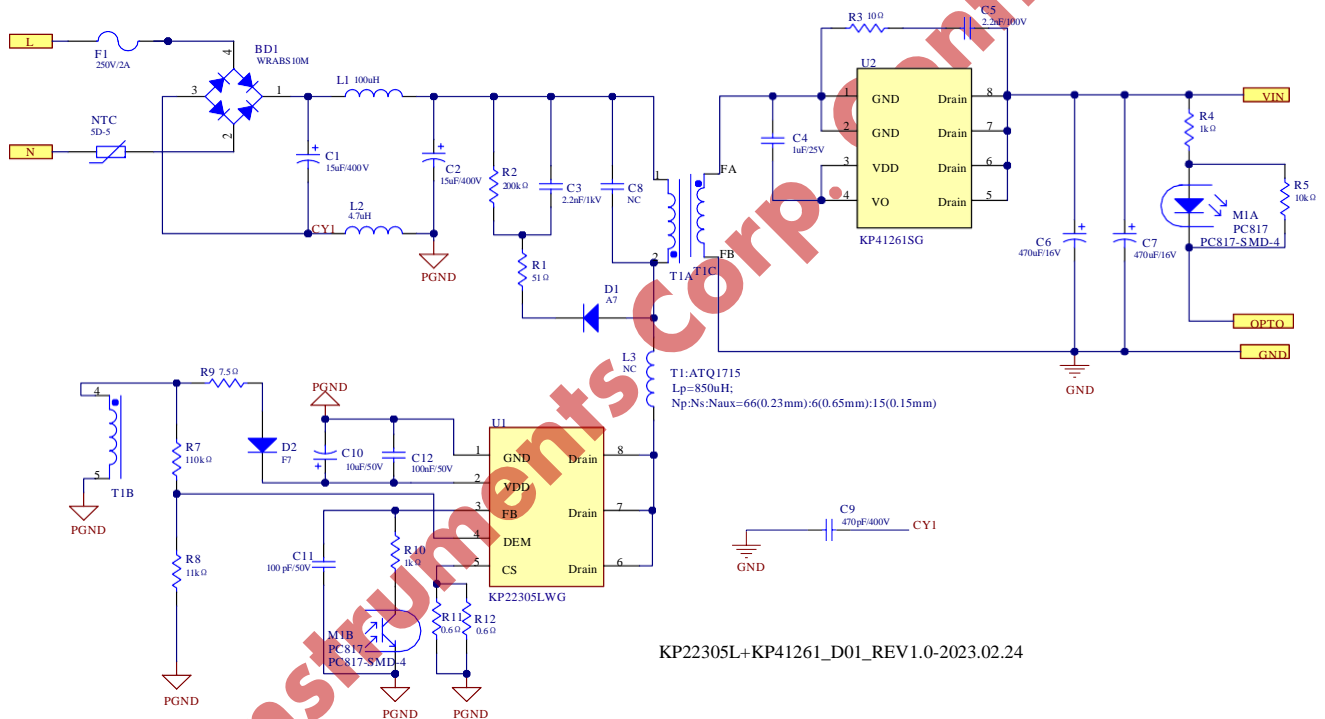 L
F1
250V/2A
4
BD1
WRABS10M
3
1
2
NTC
5D-5
N
L1 100uH
C1
15uF/400V
C2
15uF/400V
L2
4.7uH
CY1
PGND
R2
200kΩ
C3
2.2nF/1kV
C8
NC
R1
51Ω
D1
A7
1
2
T1A
T1C
FA
FB
R3 10Ω
C5
2.2nF/100V
U2
C4
1uF/25V
1
GND
Drain
8
2
GND
Drain
7
3
VDD
Drain
6
4
VO
Drain
5
KP41261SG
VIN
R4
1kΩ
R5
10kΩ
M1A
PC817
PC817-SMD-4
C6
470uF/16V
C7
470uF/16V
OPTO
GND
GND
L3
NC
T1:ATQ1715
Lp=850uH;
Np:Ns:Naux=66(0.23mm):6(0.65mm):15(0.15mm)
R9 7.5Ω
4
5
T1B
PGND
R7
110kΩ
D2
F7
PGND
C10
10uF/50V
C12
100nF/50V
U1
1
GND
Drain
8
2
VDD
3
FB
Drain
7
4
DEM
5
CS
Drain
6
KP22305LWG
R8
11kΩ
PGND
C11
100pF/50V
R10
1kΩ
M1B
PC817
PC817-SMD-4
R11
0.6Ω
R12
0.6Ω
PGND
PGND
C9
470pF/400V
CY1
GND
KP22305L+KP41261_D01_REV1.0-2023.02.24
nstruments Corp. Conf